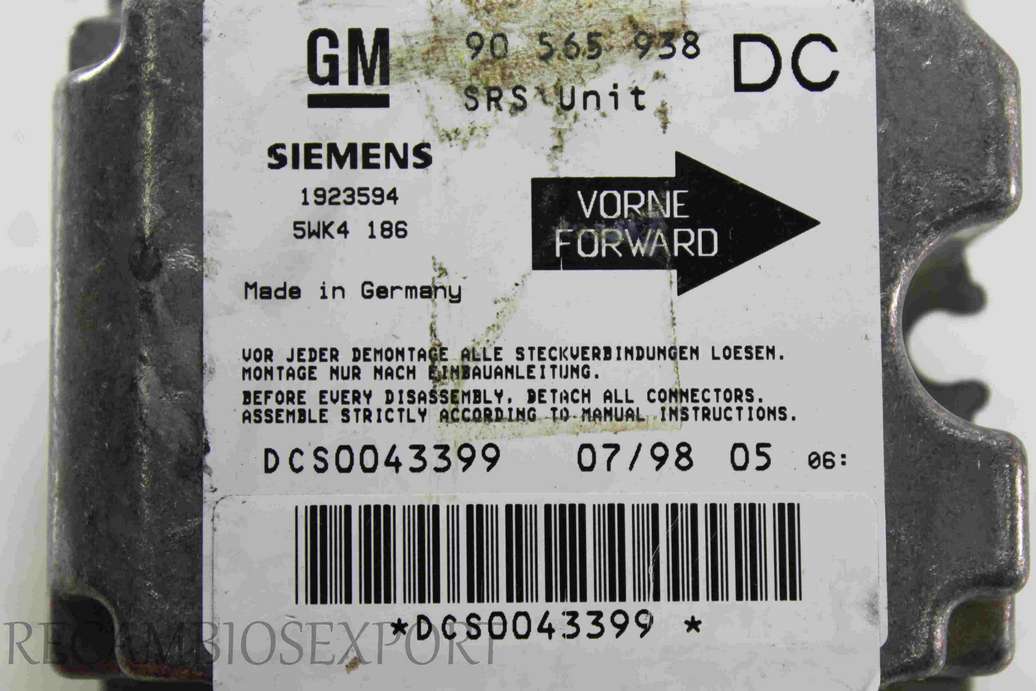 GM
90 565 938
DC
SRS Unit
SIEMENS
1923594
5WK4 186
VORNE
FORWARD
Made in Germany
VOR JEDER DEMONTAGE ALLE STECKVERBINDUNGEN LOESEN.
MONTAGE NUR NACH EINBAUANLEITUNG.
BEFORE EVERY DISASSEMBLY. DETACH ALL CONNECTORS.
ASSEMBLE STRICTLY ACCORDING TO MANUAL INSTRUCTIONS.
DCS0043399 07/98 05 06:
*DCS0043399 *
RECAMBIOSEXPORT